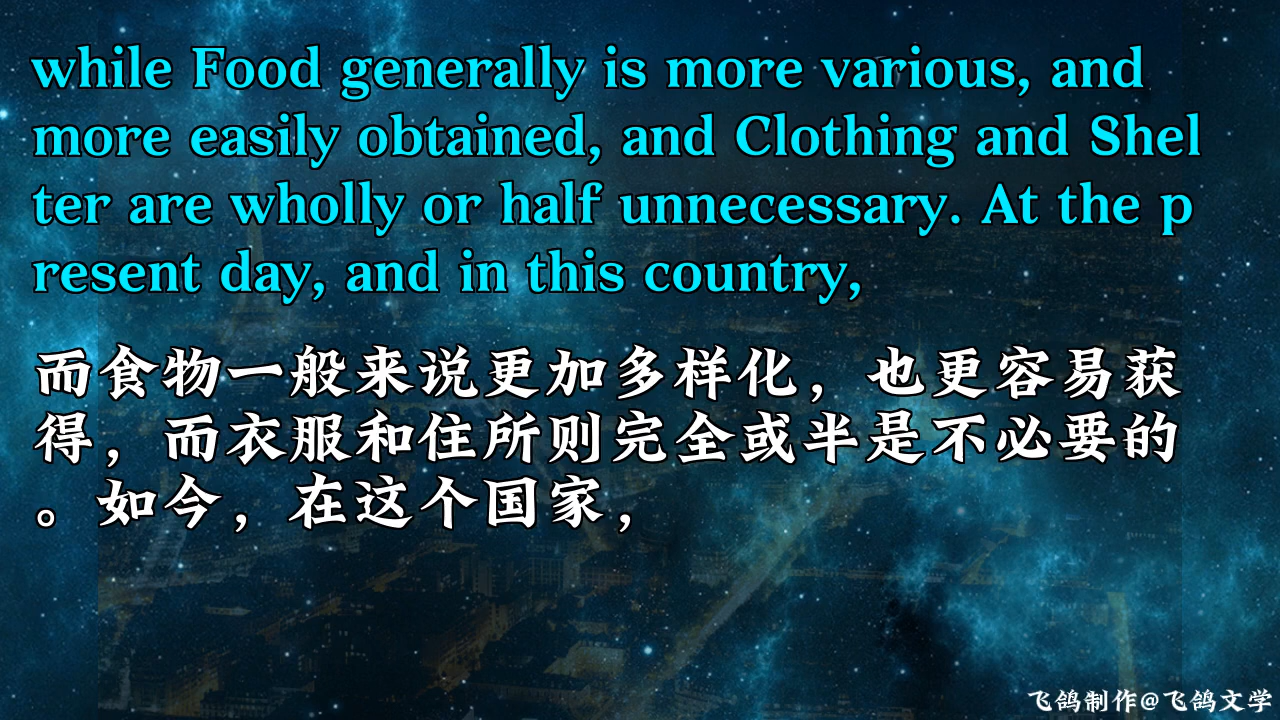 while Food generally is more various, and
more easily obtained, and Clothing and Shel
ter are wholly or half unnecessary. At the p
resent day, and in this country,
而食物一般来说更加多样化，也更容易获
得，而衣服和住所则完全或半是不必要的
。如今，在这个国家，
飞鸽制作@飞鸽文学